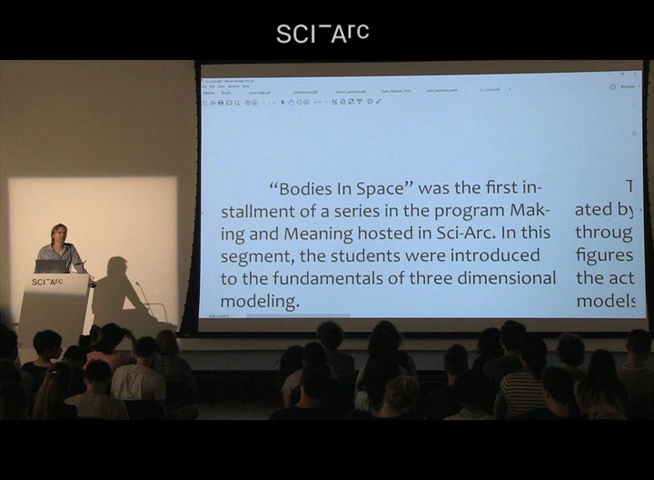 SCI-Arc
“Bodies In Space” was the first in-
stallment of a series in the program Mak-
ing and Meaning hosted in Sci-Arc. In this
segment, the students were introduced
to the fundamentals of three dimensional
modeling.
T
ated by
throug
figures
the act
models
SCI-Arc